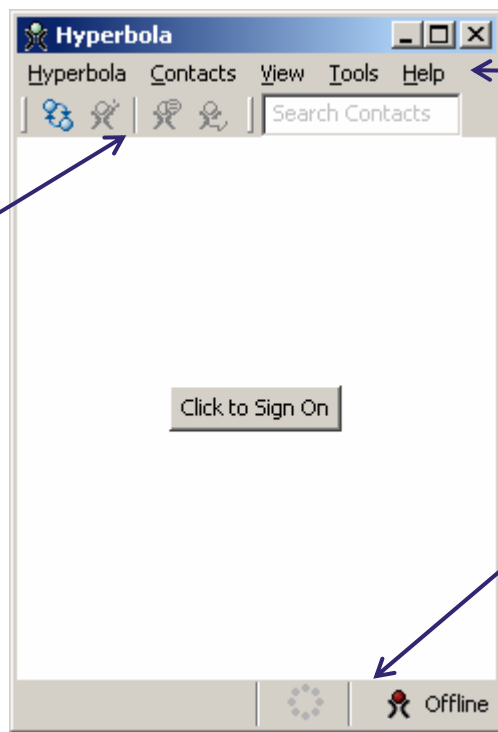 Hyperbola
Hyperbola Contacts View Tools Help
Search Contacts
Click to Sign On
Offline